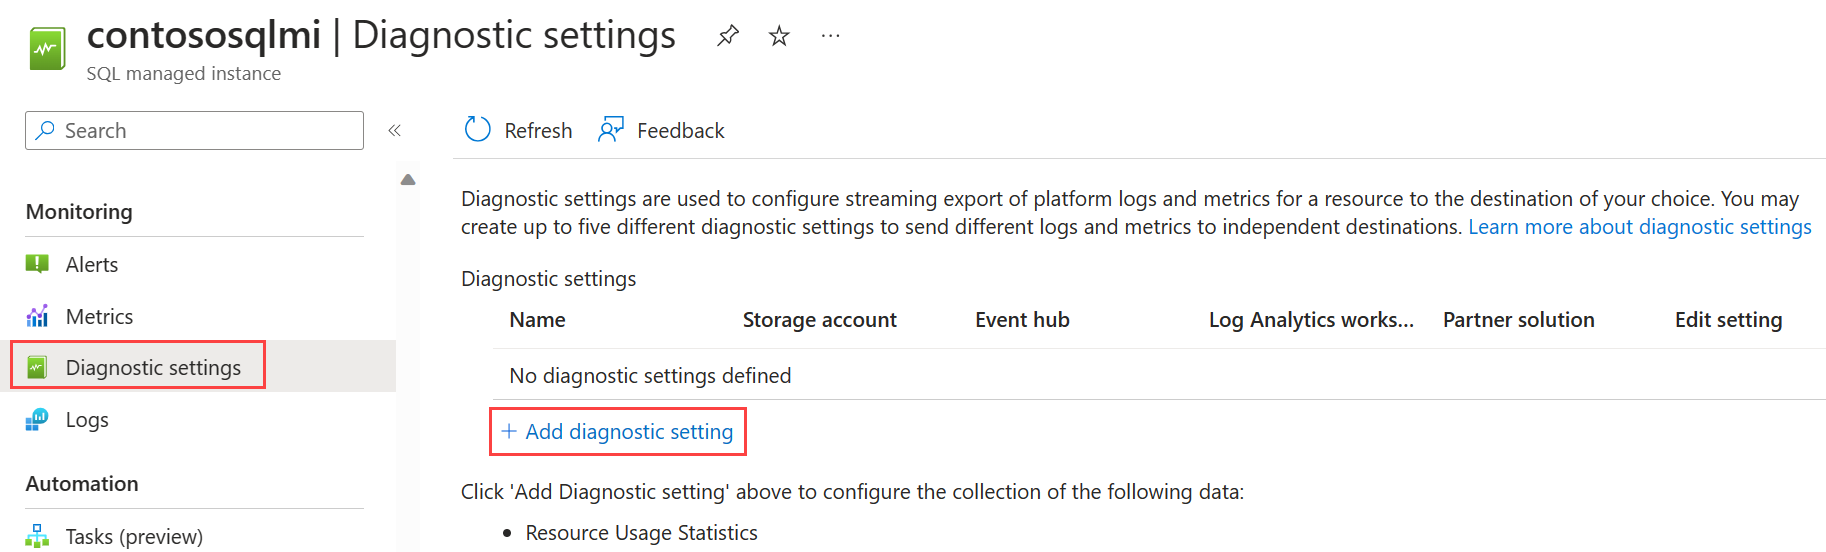 contososqlmi | Diagnostic settings
SQL managed instance
Search
«
Refresh
Feedback
Monitoring
Alerts
Metrics
Diagnostic settings
Logs
Automation
Tasks (preview)
Diagnostic settings are used to configure streaming export of platform logs and metrics for a resource to the destination of your choice. You may
create up to five different diagnostic settings to send different logs and metrics to independent destinations. Learn more about diagnostic settings
Diagnostic settings
Name Storage account Event hub Log Analytics works... Partner solution Edit setting
No diagnostic settings defined
+ Add diagnostic setting
Click 'Add Diagnostic setting' above to configure the collection of the following data:
• Resource Usage Statistics